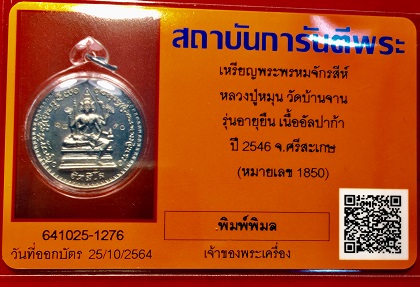 สถาบันการันตีพระ
เหรียญพระพรหมจักรสีห์
หลวงปู่หมุน วัดบ้านจาน
รุ่นอายุยืน เนื้ออัลปาก้า
ปี 2546 จ.ศรีสะเกษ
(หมายเลข 1850)
พิมพ์พิมล
เจ้าของพระเครื่อง
641025-1276
วันที่ออกบัตร 25/10/2564